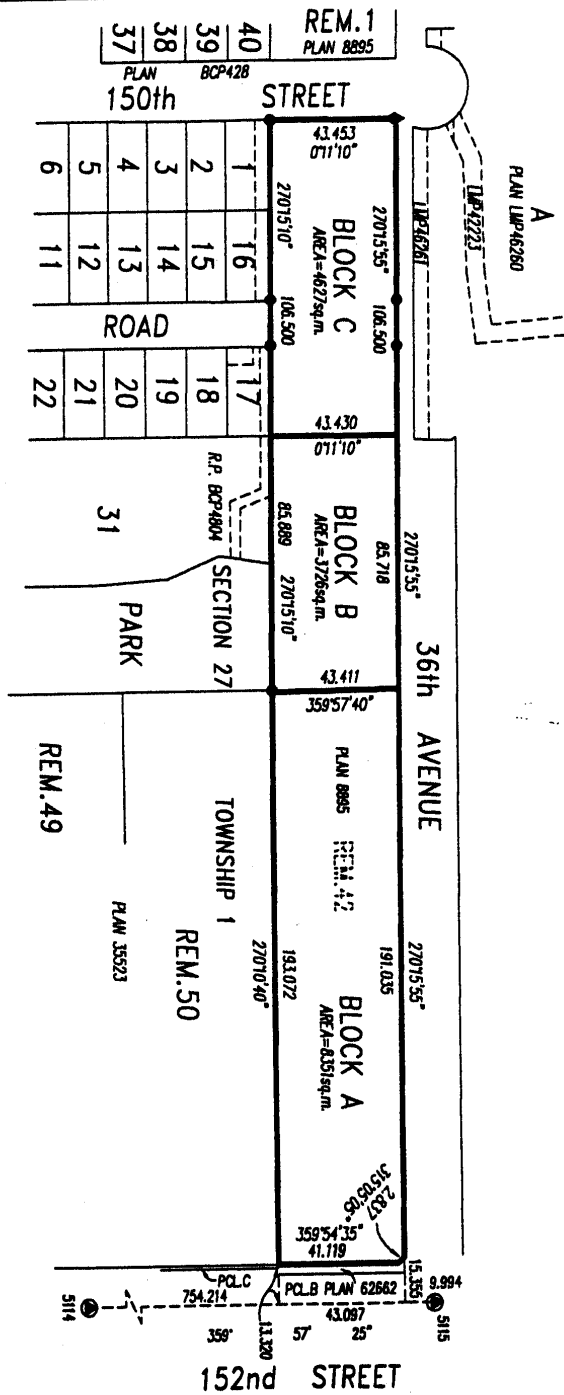 REM.1
PLAN 8895
40
39
38
37
PLAN BCP428
150th STREET
A
PLAN LMP46260
LMP42223
LMP46261
43.453
0°11'10"
1
2
3
4
5
6
16
15
14
13
12
11
270°15'10"
106.500
BLOCK C
AREA=4627sq.m.
270°15'55"
106.500
ROAD
17
18
19
20
21
22
43.430
0°11'10"
R.P. BCP4804
31
85.889
270°15'10"
BLOCK B
AREA=3726sq.m.
85.718
270°15'55"
36th AVENUE
SECTION 27
PARK
43.411
359°57'40"
REM.49
PLAN 35523
TOWNSHIP 1
REM.50
PLAN 8895
REM.42
193.072
270°10'40"
191.035
270°15'55"
BLOCK A
AREA=8351sq.m.
2.837
315°05'05"
359°54'35"
41.119
15.355
9.994
PCL.C
PCL.B PLAN 62662
754.214
43.097
5114
5115
359° 57' 25"
13.320
152nd STREET